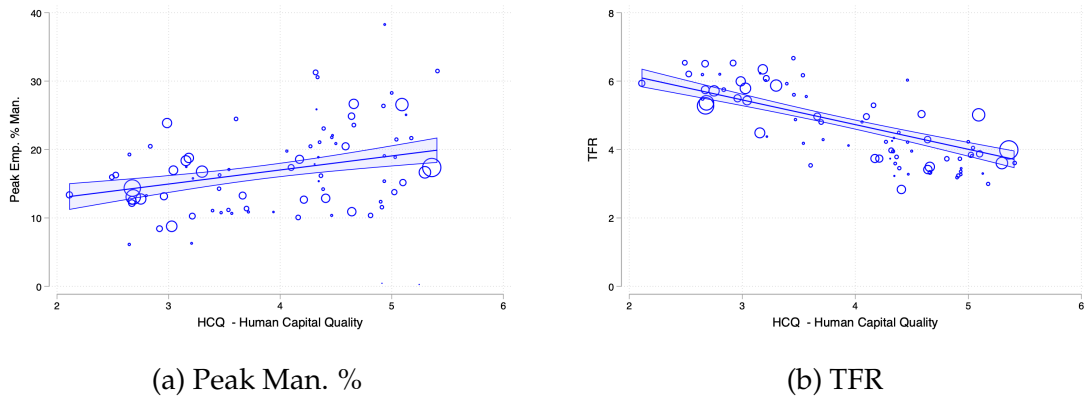 40
30
20
10
0
Peak Emp. % Man.
2 3 4 5 6
HCQ - Human Capital Quality
(a) Peak Man. %
8
6
4
2
0
TFR
2 3 4 5 6
HCQ - Human Capital Quality
(b) TFR